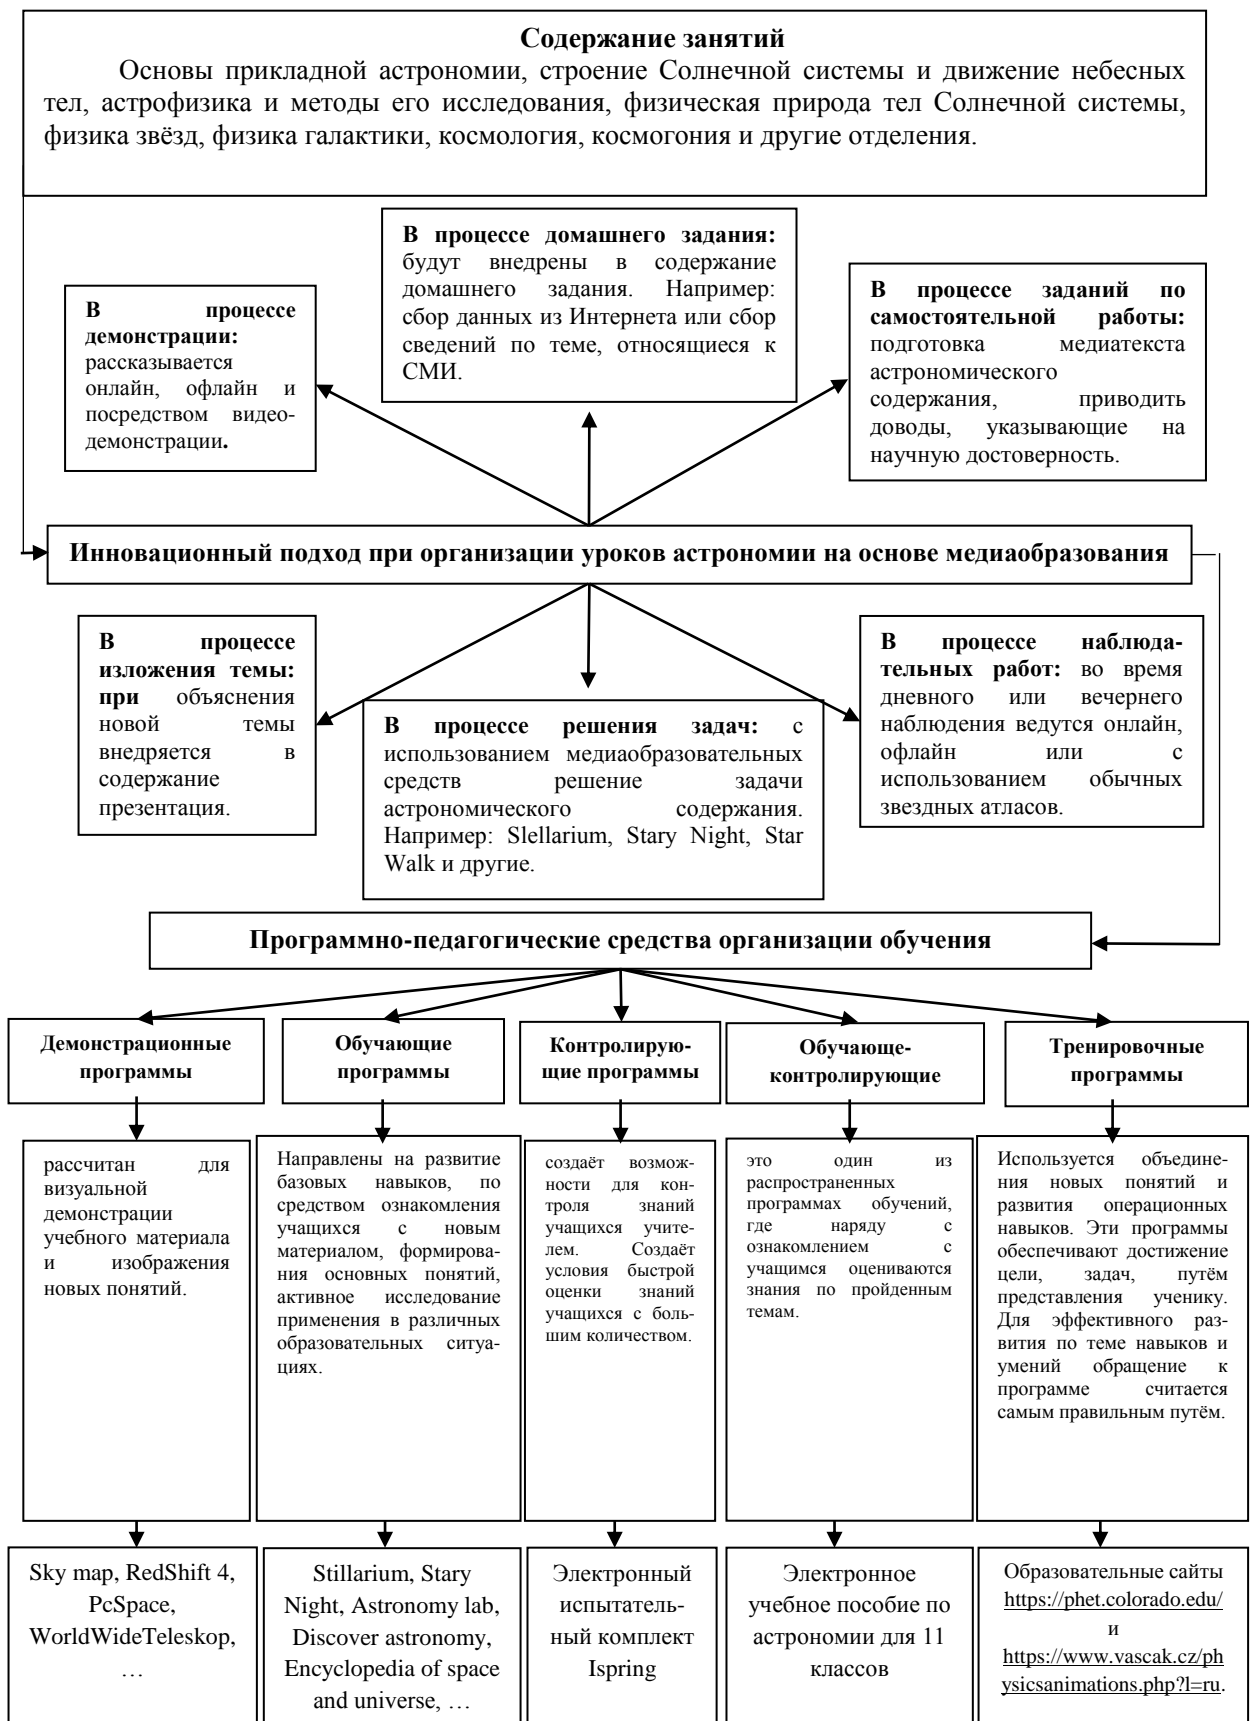 Содержание занятий
Основы прикладной астрономии, строение Солнечной системы и движение небесных
тел, астрофизика и методы его исследования, физическая природа тел Солнечной системы,
физика звёзд, физика галактики, космология, космогония и другие отделения.
В процессе домашнего задания:
будут внедрены в содержание
домашнего задания. Например:
сбор данных из Интернета или сбор
сведений по теме, относящиеся к
СМИ.
В процессе
демонстрации:
рассказывается
онлайн, офлайн и
посредством видео-
демонстрации.
В процессе заданий по
самостоятельной работы:
подготовка медиатекста
астрономического
содержания, приводить
доводы, указывающие на
научную достоверность.
Инновационный подход при организации уроков астрономии на основе медиаобразования
В процессе
изложения темы:
при объяснения
новой темы
внедряется в
содержание
презентация.
В процессе решения задач: с
использованием медиаобразовательных
средств решение задачи
астрономического содержания.
Например: Slellarium, Stary Night, Star
Walk и другие.
В процессе наблюда-
тельных работ: во время
дневного или вечернего
наблюдения ведутся онлайн,
офлайн или с
использованием обычных
звездных атласов.
Программно-педагогические средства организации обучения
Демонстрационные
программы
Обучающие
программы
Контролирую-
щие программы
Обучающе-
контролирующие
Тренировочные
программы
рассчитан для
визуальной
демонстрации
учебного материала
и изображения
новых понятий.
Направлены на развитие
базовых навыков, по
средством ознакомления
учащихся с новым
материалом, формирова-
ния основных понятий,
активное исследование
применения в различных
образовательных ситуа-
циях.
создаёт возмож-
ности для кон-
троля знаний
учащихся учите-
лем. Создаёт
условия быстрой
оценки знаний
учащихся с боль-
шим количеством.
это один из
распространенных
программах обучений,
где наряду с
ознакомлением с
учащимся оцениваются
знания по пройденным
темам.
Используется объедине-
ния новых понятий и
развития операционных
навыков. Эти программы
обеспечивают достижение
цели, задач, путём
представления ученику.
Для эффективного раз-
вития по теме навыков и
умений обращение к
программе считается
самым правильным путём.
Sky map, RedShift 4,
PcSpace,
WorldWideTeleskop,
…
Stillarium, Stary
Night, Astronomy lab,
Discover astronomy,
Encyclopedia of space
and universe, …
Электронный
испытатель-
ный комплект
Ispring
Электронное
учебное пособие по
астрономии для 11
классов
Образовательные сайты
https://phet.colorado.edu/
и
https://www.vascak.cz/ph
ysicsanimations.php?l=ru.